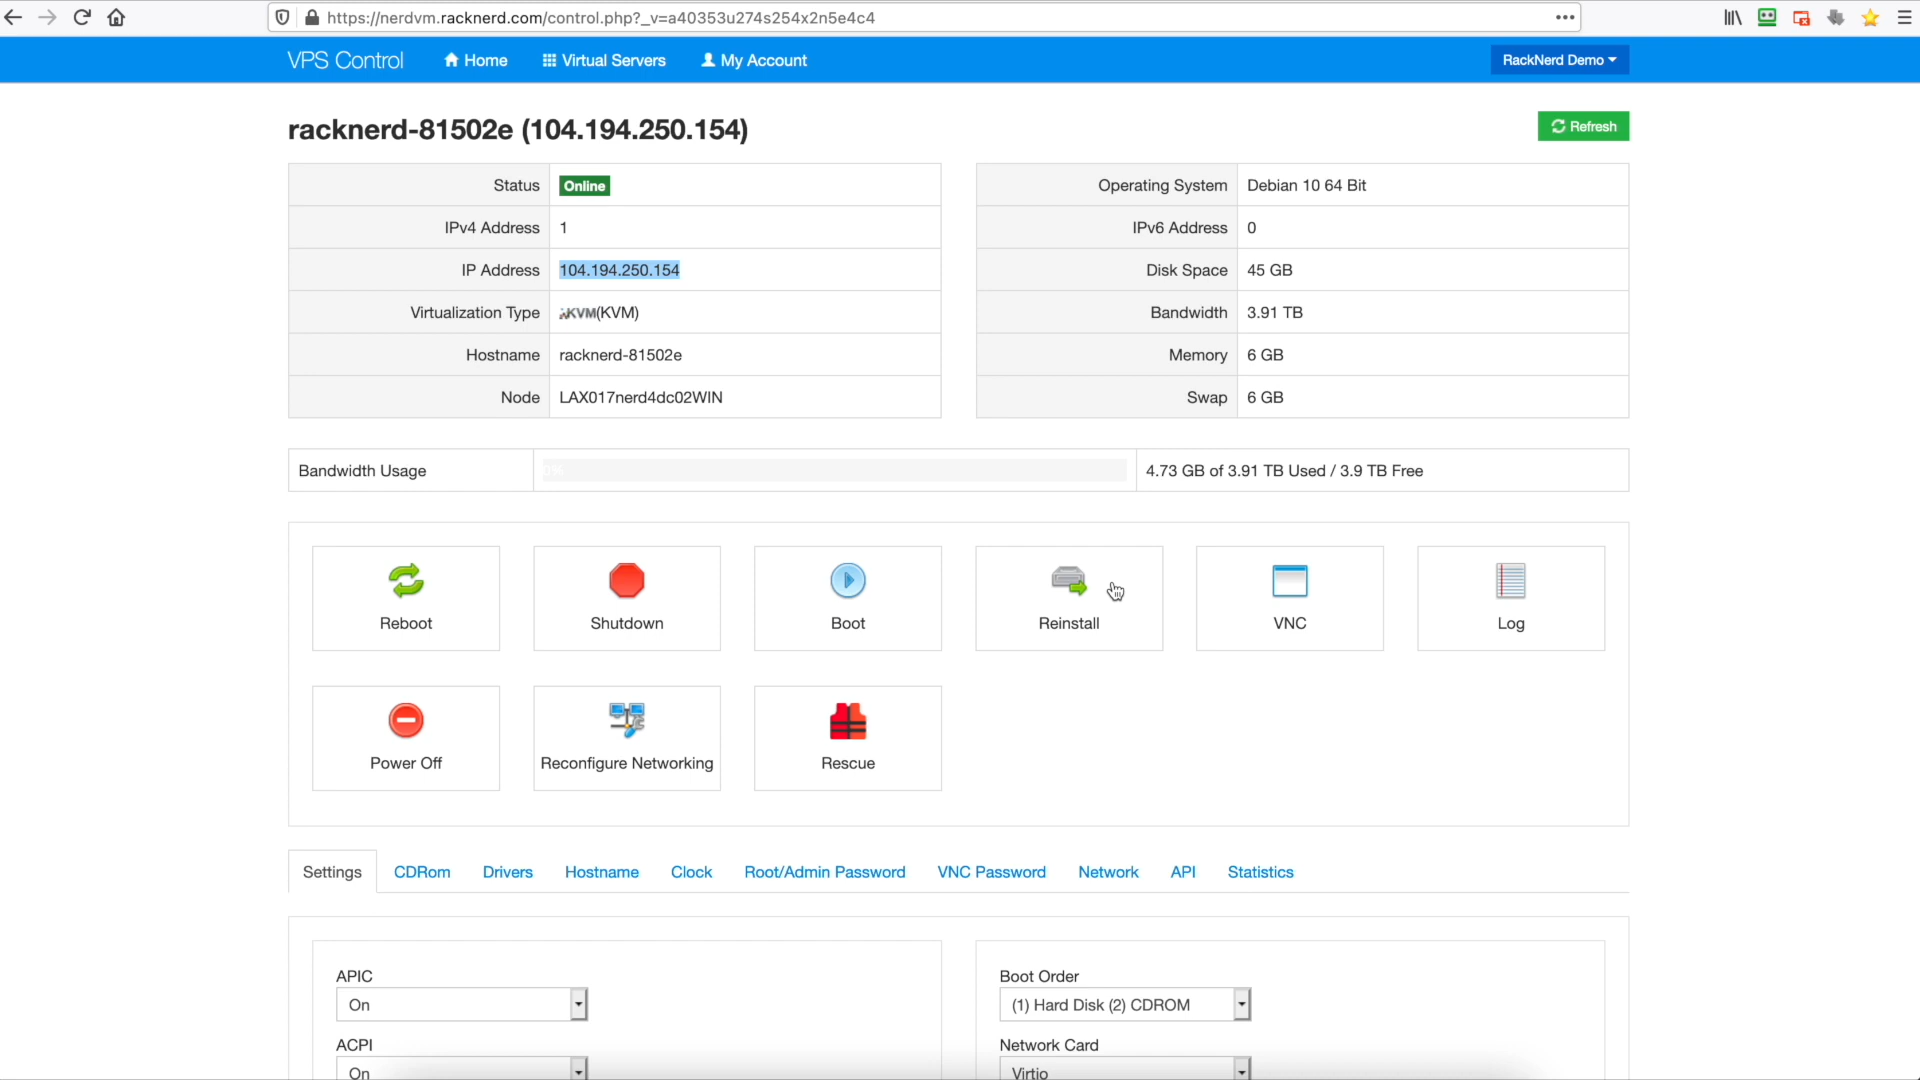 https://nerdvm.racknerd.com/control.php?_v=a40353u274s254x2n5e4c4
VPS Control Home Virtual Servers My Account RackNerd Demo
racknerd-81502e (104.194.250.154) Refresh
Status Online Operating System Debian 10 64 Bit
IPv4 Address 1 IPv6 Address 0
IP Address 104.194.250.154 Disk Space 45 GB
Virtualization Type KVM(KVM) Bandwidth 3.91 TB
Hostname racknerd-81502e Memory 6 GB
Node LAX017nerd4dc02WIN Swap 6 GB
Bandwidth Usage 0% 4.73 GB of 3.91 TB Used / 3.9 TB Free
Reboot Shutdown Boot Reinstall VNC Log
Power Off Reconfigure Networking Rescue
Settings CDRom Drivers Hostname Clock Root/Admin Password VNC Password Network API Statistics
APIC Boot Order
On (1) Hard Disk (2) CDROM
ACPI Network Card
On Virtio